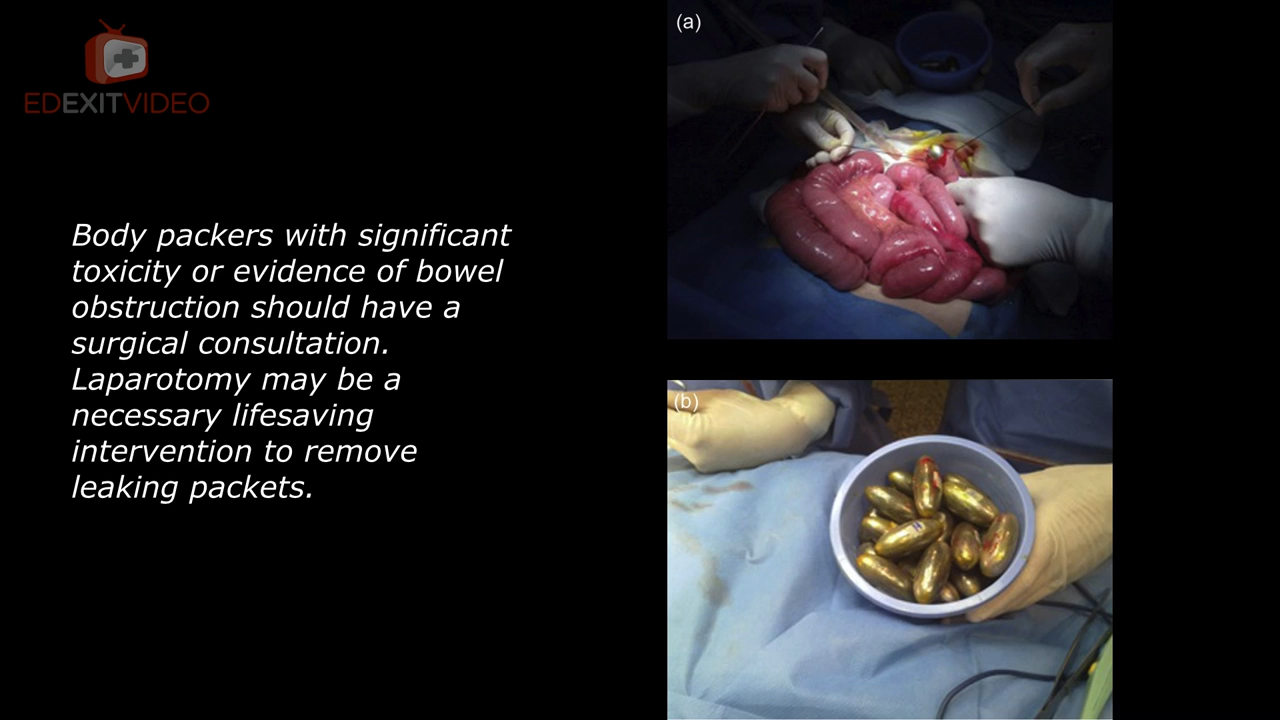 EDEXITVIDEO
Body packers with significant
toxicity or evidence of bowel
obstruction should have a
surgical consultation.
Laparotomy may be a
necessary lifesaving
intervention to remove
leaking packets.
(a)
(b)